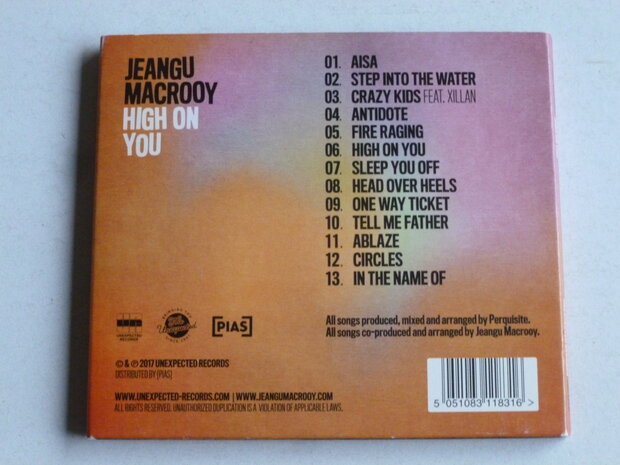 JEANGU
MACROOY
HIGH ON
YOU
01. AISA
02. STEP INTO THE WATER
03. CRAZY KIDS FEAT. XILLAN
04. ANTIDOTE
05. FIRE RAGING
06. HIGH ON YOU
07. SLEEP YOU OFF
08. HEAD OVER HEELS
09. ONE WAY TICKET
10. TELL ME FATHER
11. ABLAZE
12. CIRCLES
13. IN THE NAME OF
All songs produced, mixed and arranged by Perquisite.
All songs co-produced and arranged by Jeangu Macrooy.
UNEXPECTED
RECORDS
[PIAS]
© & ℗ 2017 UNEXPECTED RECORDS
DISTRIBUTED BY [PIAS]
WWW.UNEXPECTED-RECORDS.COM | WWW.JEANGUMACROOY.COM
ALL RIGHTS RESERVED. UNAUTHORIZED DUPLICATION IS A VIOLATION OF APPLICABLE LAWS.
5 051083 118316 >